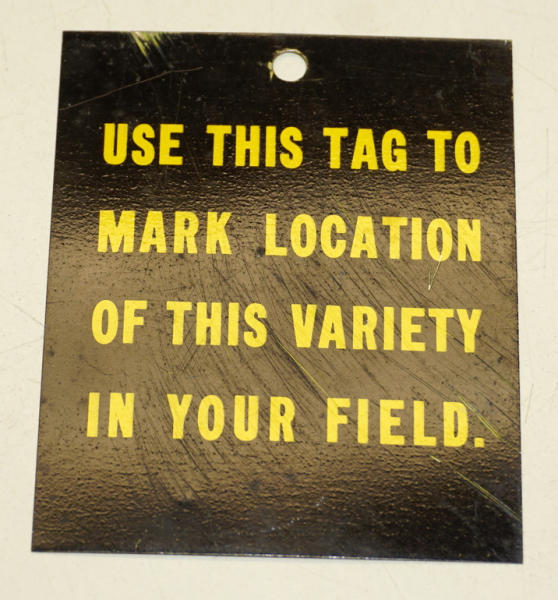 USE THIS TAG TO
MARK LOCATION
OF THIS VARIETY
IN YOUR FIELD.